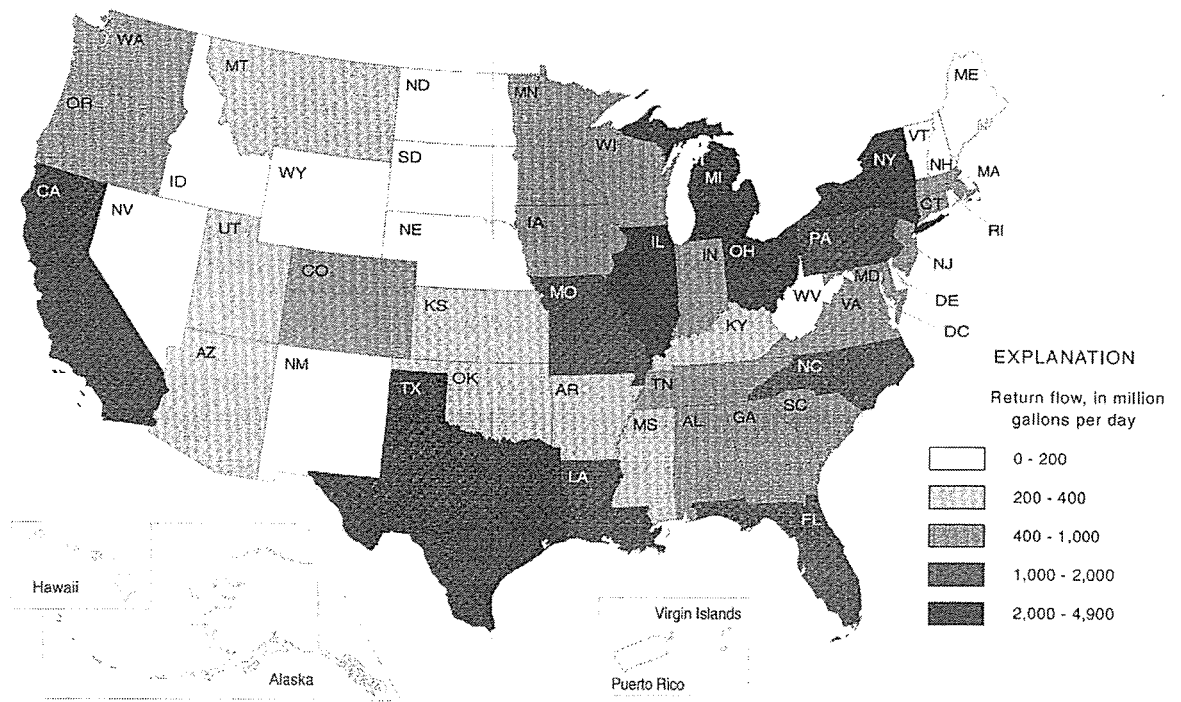 WA
MT
ND
MN
ME
OR
VT
WI
SD
NY
NH
MA
ID
WY
MI
CA
CT
NV
NE
IA
UT
IL
IN
OH
PA
RI
CO
NJ
MD
MO
WV
VA
DE
KS
KY
DC
AZ
NM
NC
TX
OK
AR
TN
SC
MS
AL
GA
LA
FL
EXPLANATION
Return flow, in million
gallons per day
0 - 200
200 - 400
400 - 1,000
1,000 - 2,000
2,000 - 4,900
Hawaii
Alaska
Virgin Islands
Puerto Rico